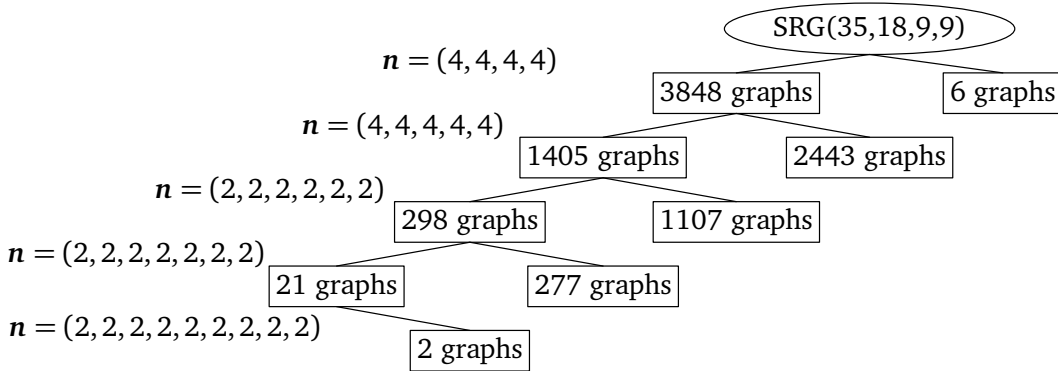 SRG(35,18,9,9)
n = (4, 4, 4, 4)
3848 graphs 6 graphs
n = (4, 4, 4, 4, 4)
1405 graphs 2443 graphs
n = (2, 2, 2, 2, 2, 2)
298 graphs 1107 graphs
n = (2, 2, 2, 2, 2, 2, 2)
21 graphs 277 graphs
n = (2, 2, 2, 2, 2, 2, 2, 2, 2)
2 graphs